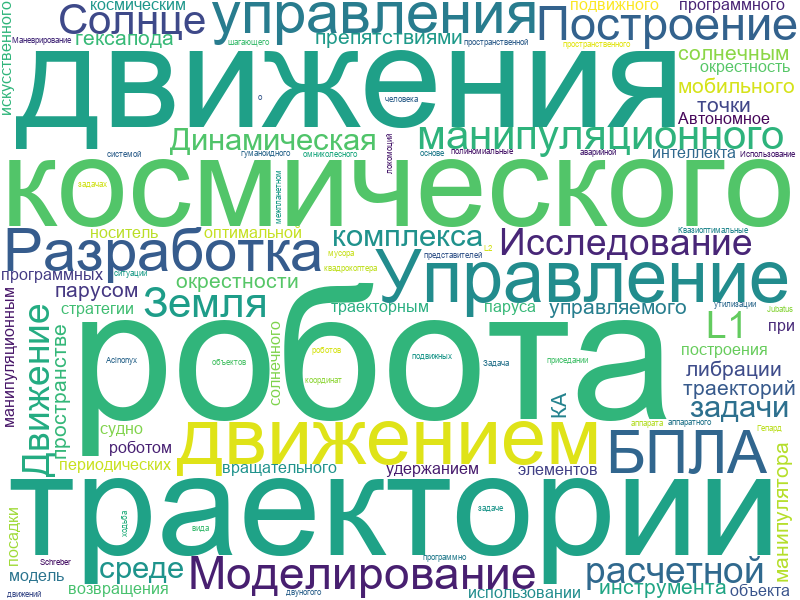 искусственного
космическим
Солнце
управления
подвижного
программного
Построение
Маневрирование
гексапода
шагающего
препятствиями
пространственной
пространственного
солнечным
окрестность
движения
мобильного
точки
Автономное
о
человека
Динамическая
манипуляционного
системой
гуманоидного
омниколесного
локомоций
основе
полиномиальные
аварийной
интеллекта
Использование
космического
задачах
межпланетном
носитель
оптимальной
Квазиоптимальные
Разработка
комплекса
L2
Исследование
мусора
представителей
программных
ситуации
окрестности
квадрокоптера
Управление
парусом
стратегии
Земля
траекторным
паруса
управляемого
утилизации
Jubatus
L1
при
манипуляционным
Движение
пространстве
солнечного
робота
Acinonyx
объектов
роботов
координат
подвижных
Задача
приседании
построения
либрации
траекторий
КА
задачи
судно
роботом
движением
аппарата
аппаратного
Гепард
БПЛА
периодических
вращательного
удержанием
элементов
манипулятора
траектории
посадки
ходьба
вида
задаче
Schreber
среде
программно
Моделирование
расчетной
модель
возвращения
двуногого
использовании
инструмента
объекта
движений